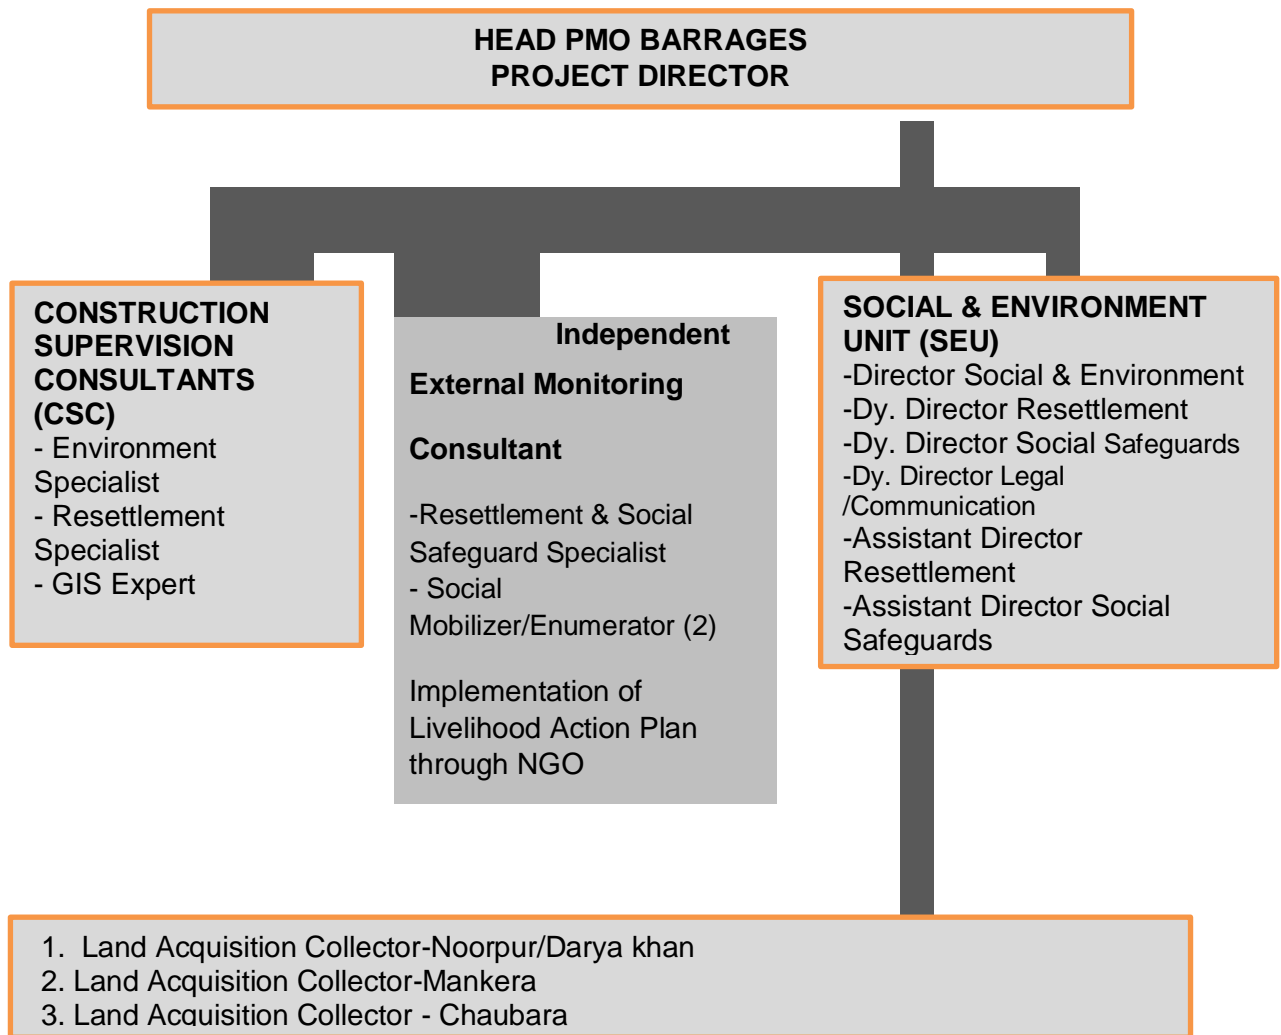 HEAD PMO BARRAGES
PROJECT DIRECTOR
CONSTRUCTION
SUPERVISION
CONSULTANTS
(CSC)
- Environment
Specialist
- Resettlement
Specialist
- GIS Expert
Independent
External Monitoring
Consultant
-Resettlement & Social
Safeguard Specialist
- Social
Mobilizer/Enumerator (2)
Implementation of
Livelihood Action Plan
through NGO
SOCIAL & ENVIRONMENT
UNIT (SEU)
-Director Social & Environment
-Dy. Director Resettlement
-Dy. Director Social Safeguards
-Dy. Director Legal
/Communication
-Assistant Director
Resettlement
-Assistant Director Social
Safeguards
1. Land Acquisition Collector-Noorpur/Darya khan
2. Land Acquisition Collector-Mankera
3. Land Acquisition Collector - Chaubara